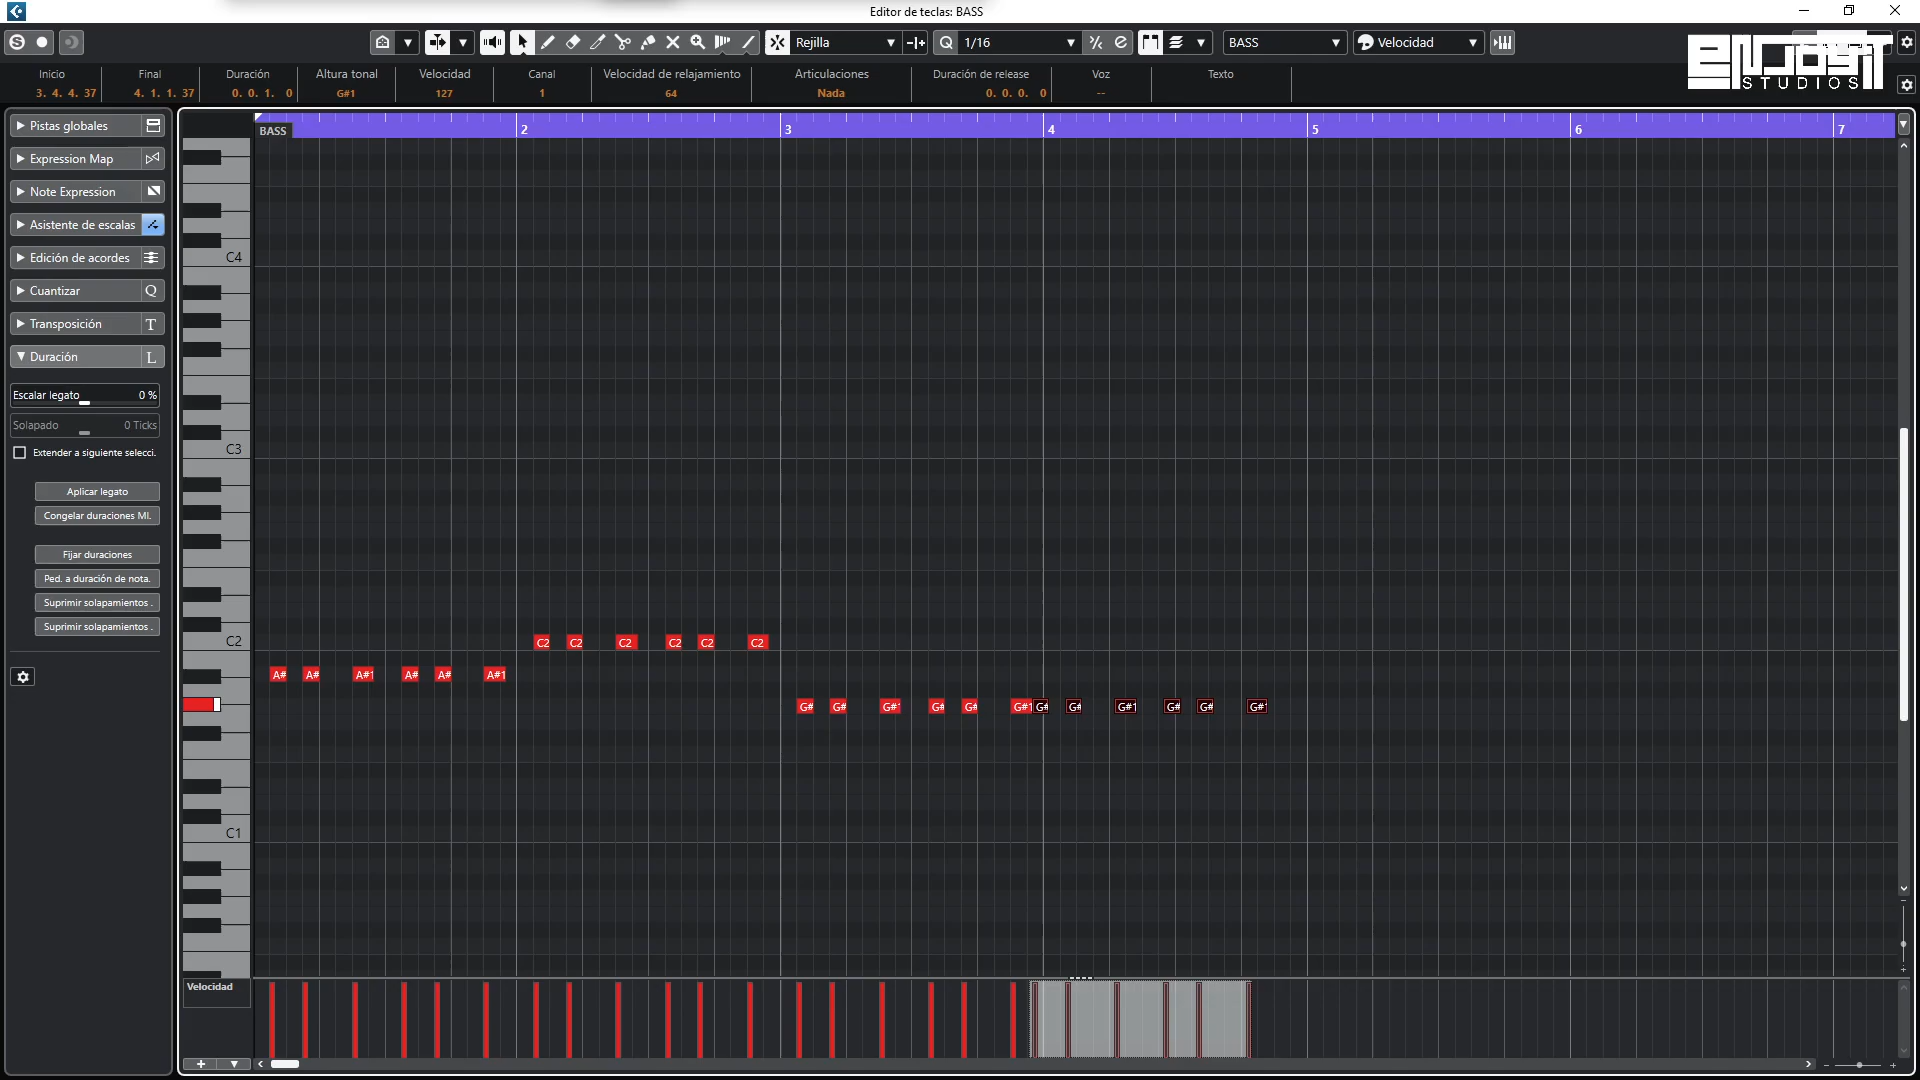 Editor de teclas: BASS
Rejilla
1/16
BASS
Velocidad
ENJOY
STUDIOS
Inicio
Final
Duración
Altura tonal
Velocidad
Canal
Velocidad de relajamiento
Articulaciones
Duración de release
Voz
Texto
3. 4. 4. 37
4. 1. 1. 37
0. 0. 1. 0
G#1
127
1
64
Nada
0. 0. 0. 0
--
Pistas globales
Expression Map
Note Expression
Asistente de escalas
Edición de acordes
Cuantizar
Q
Transposición
T
Duración
L
Escalar legato
0 %
Solapado
0 Ticks
Extender a siguiente selecci.
Aplicar legato
Congelar duraciones MI.
Fijar duraciones
Ped. a duración de nota.
Suprimir solapamientos .
Suprimir solapamientos .
BASS
2
3
4
5
6
7
C4
C3
C2
C1
C2
C2
C2
C2
C2
C2
A#
A#
A#1
A#
A#
A#1
G#
G#
G#1
G#
G#
G#1
G#
G#
G#1
G#
G#
G#1
Velocidad